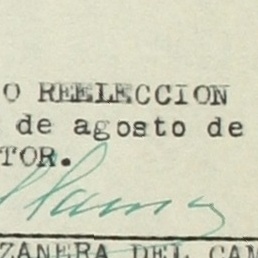 O REELECCION
de agosto de
TOR.
ZANERA DEL CAM